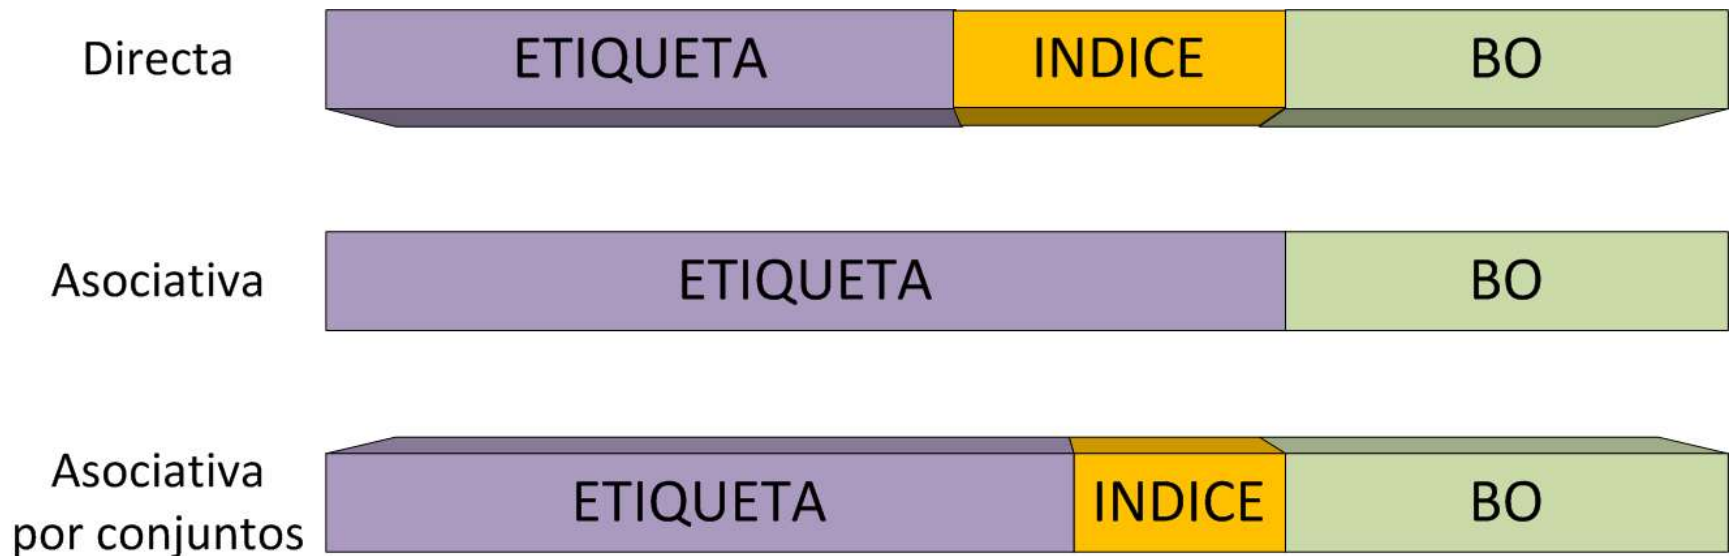 Directa ETIQUETA INDICE BO
Asociativa ETIQUETA BO
Asociativa
por conjuntos ETIQUETA INDICE BO